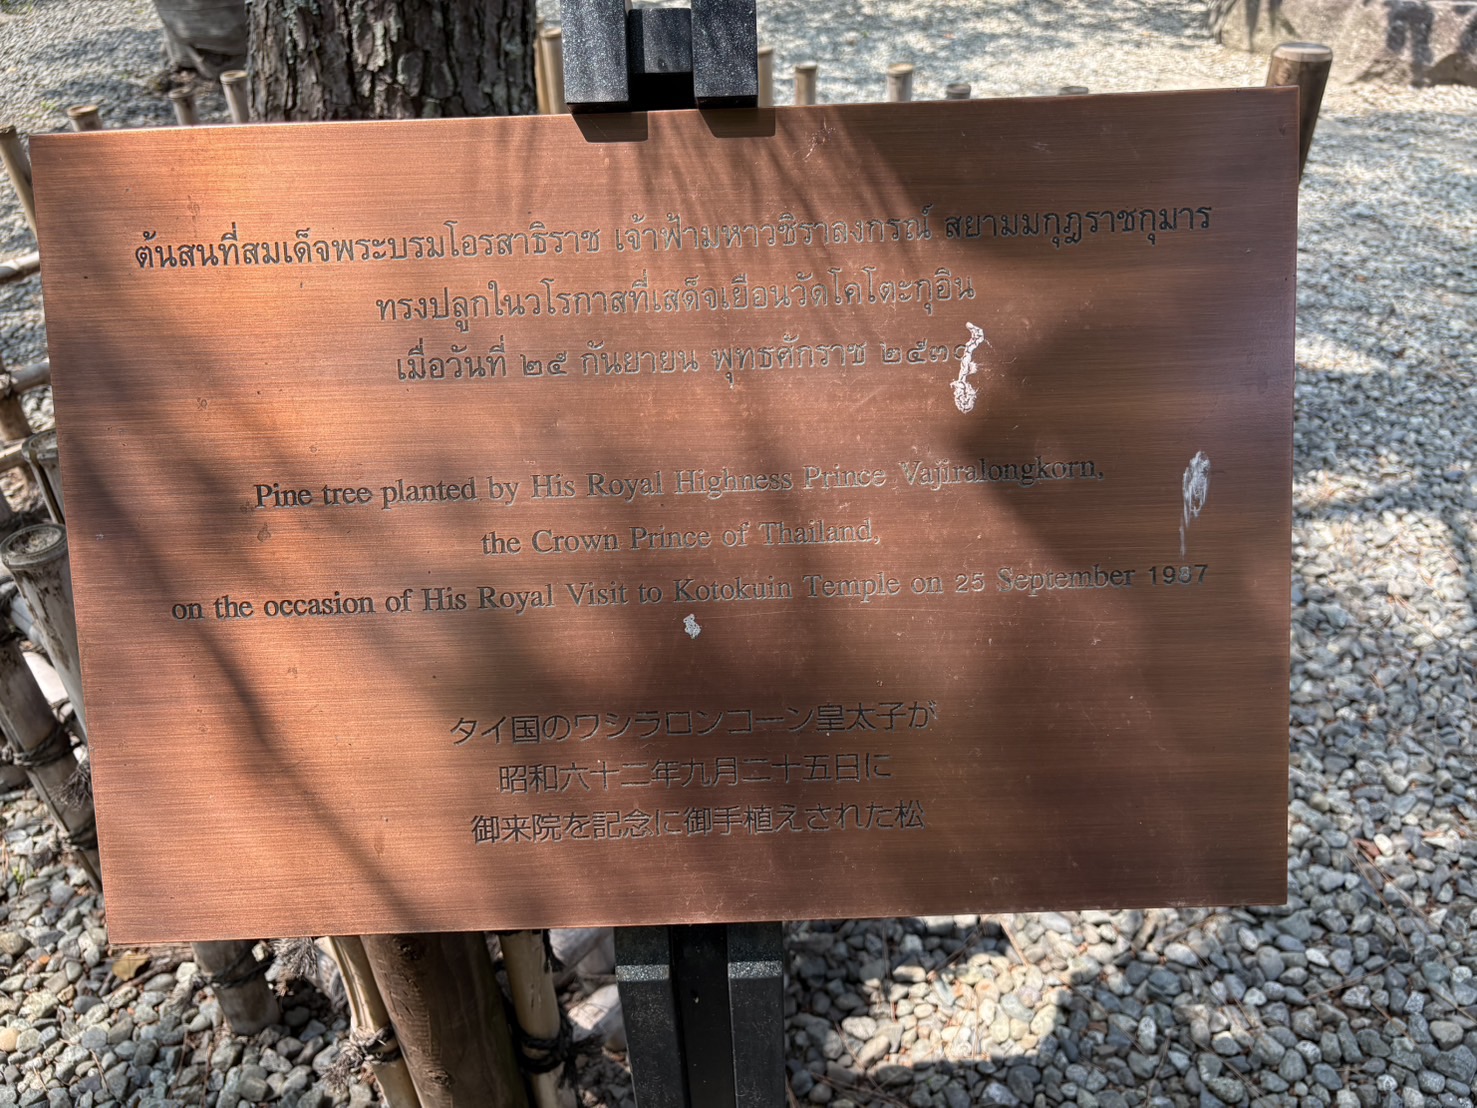 ต้นสนที่สมเด็จพระบรมโอรสาธิราช เจ้าฟ้ามหาวชิราลงกรณ์ สยามมกุฎราชกุมาร
ทรงปลูกในวโรกาสที่เสด็จเยือนวัดโคโตะกุอิน
เมื่อวันที่ ๒๕ กันยายน พุทธศักราช ๒๕๓๐
Pine tree planted by His Royal Highness Prince Vajiralongkorn,
the Crown Prince of Thailand,
on the occasion of His Royal Visit to Kotokuin Temple on 25 September 1987
タイ国のワシラロンコーン皇太子が
昭和六十二年九月二十五日に
御来院を記念に御手植えされた松